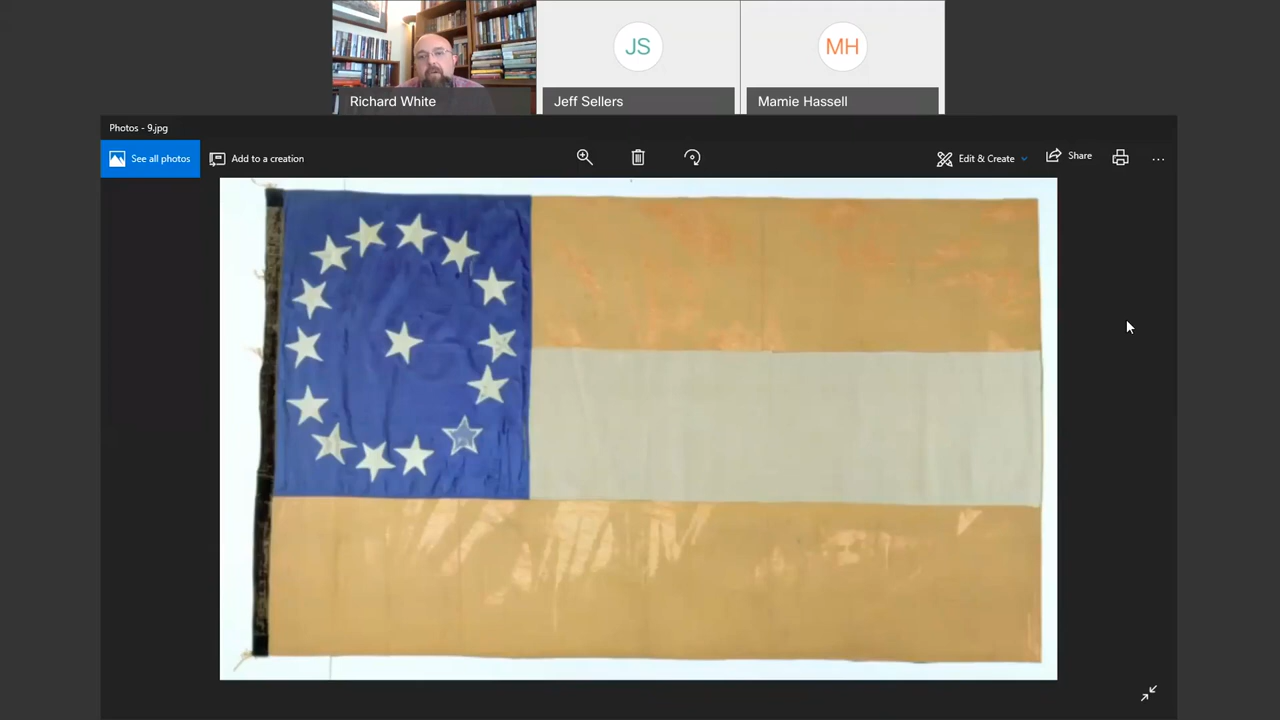 JS
MH
Richard White
Jeff Sellers
Mamie Hassell
Photos - 9.jpg
See all photos
Add to a creation
Edit & Create
Share